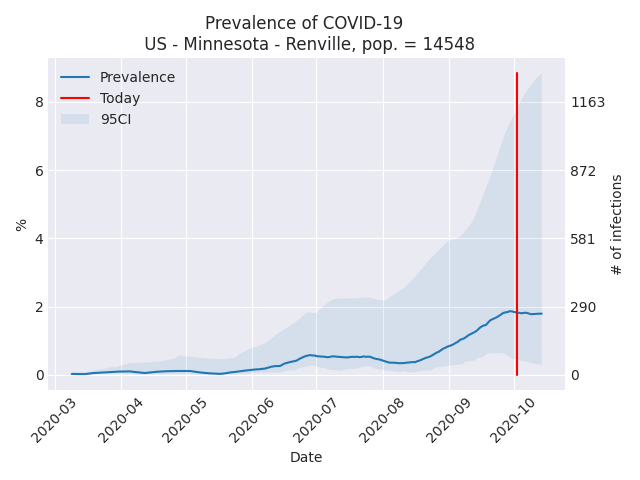 Prevalence of COVID-19
US - Minnesota - Renville, pop. = 14548
Prevalence
Today
95CI
%
8
6
4
2
0
1163
872
581
290
0
# of infections
2020-03
2020-04
2020-05
2020-06
2020-07
2020-08
2020-09
2020-10
Date